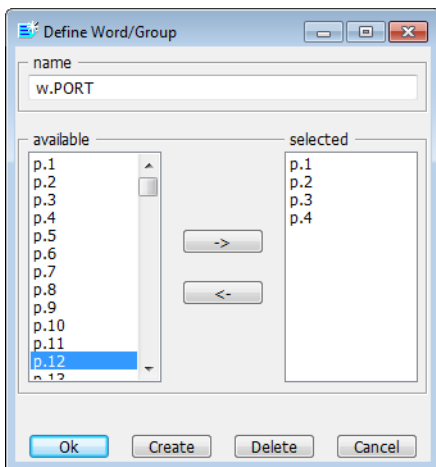 Define Word/Group
name
w.PORT
available
p.1
p.2
p.3
p.4
p.5
p.6
p.7
p.8
p.9
p.10
p.11
p.12
p.13
->
<-
selected
p.1
p.2
p.3
p.4
Ok
Create
Delete
Cancel